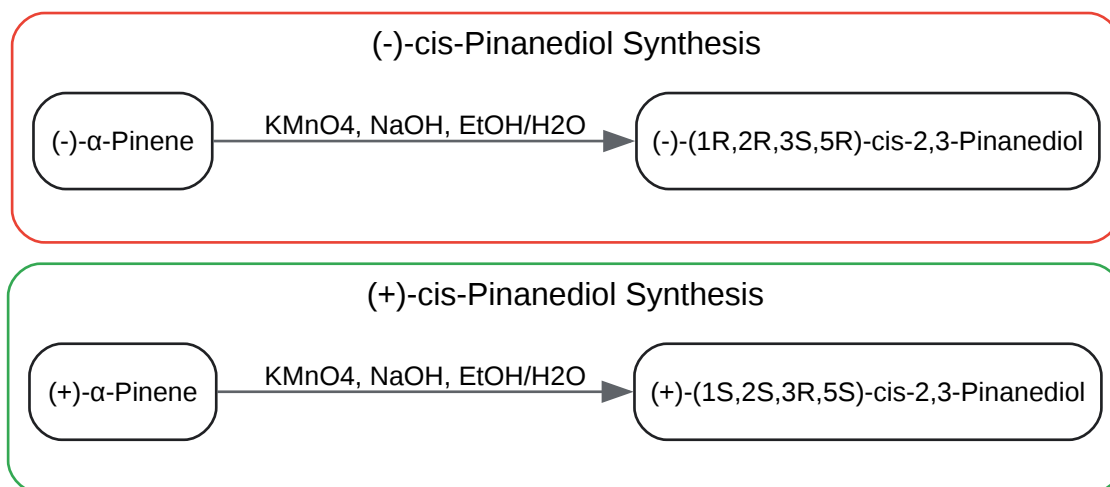 (-)-cis-Pinanediol Synthesis
KMnO4, NaOH, EtOH/H2O
(-)-α-Pinene
(-)-(1R,2R,3S,5R)-cis-2,3-Pinanediol
(+)-cis-Pinanediol Synthesis
KMnO4, NaOH, EtOH/H2O
(+)-α-Pinene
(+)-(1S,2S,3R,5S)-cis-2,3-Pinanediol